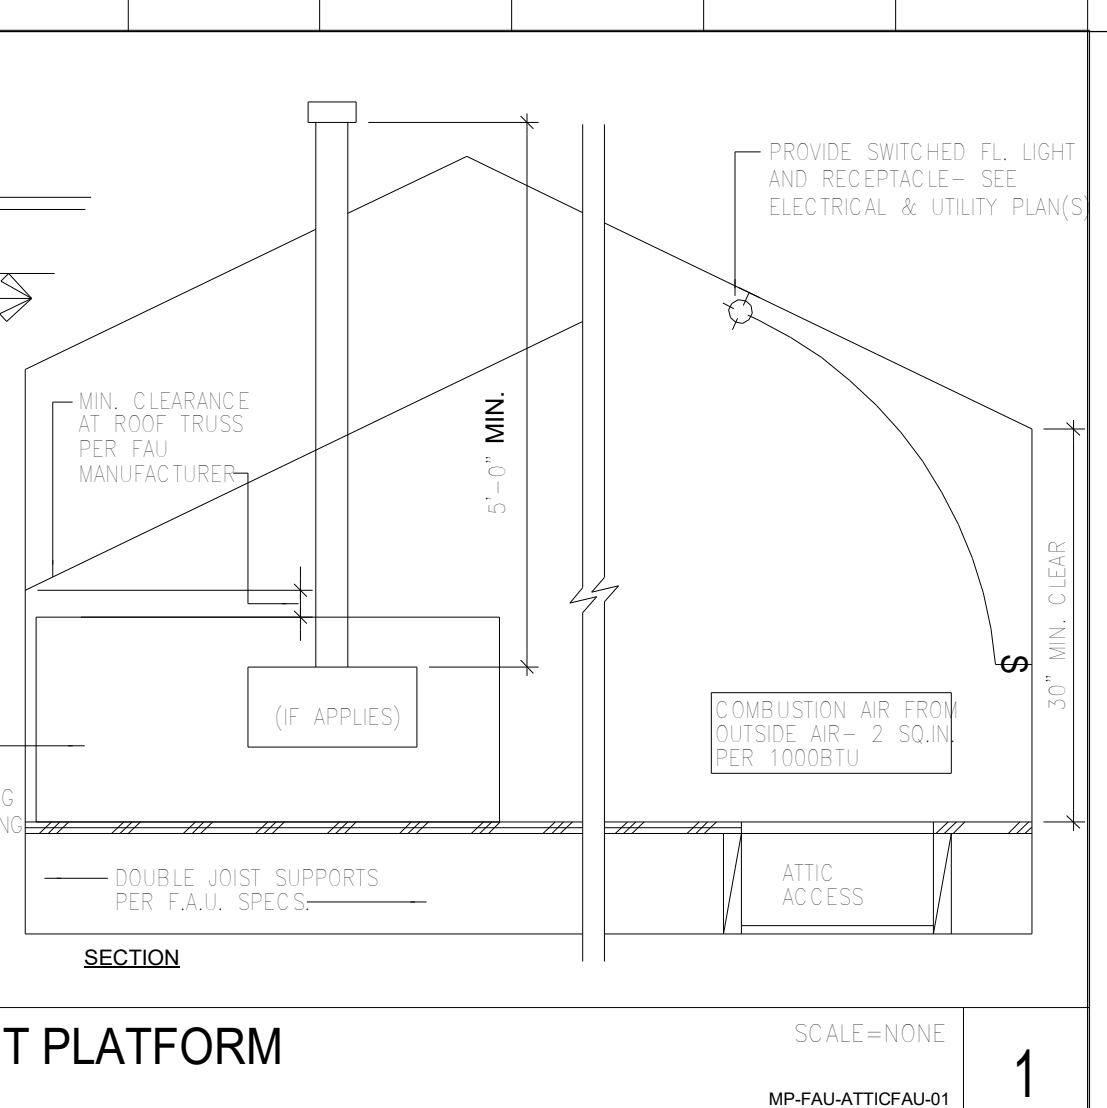 PROVIDE SWITCHED FL. LIGHT
AND RECEPTACLE- SEE
ELECTRICAL & UTILITY PLAN(S)
MIN. CLEARANCE
AT ROOF TRUSS
PER FAU
MANUFACTURER
5'-0" MIN.
30" MIN. CLEAR
S
(IF APPLIES)
COMBUSTION AIR FROM
OUTSIDE AIR- 2 SQ.IN.
PER 1000BTU
G
NG
DOUBLE JOIST SUPPORTS
PER F.A.U. SPECS.
ATTIC
ACCESS
SECTION
T PLATFORM
SCALE=NONE
1
MP-FAU-ATTICFAU-01